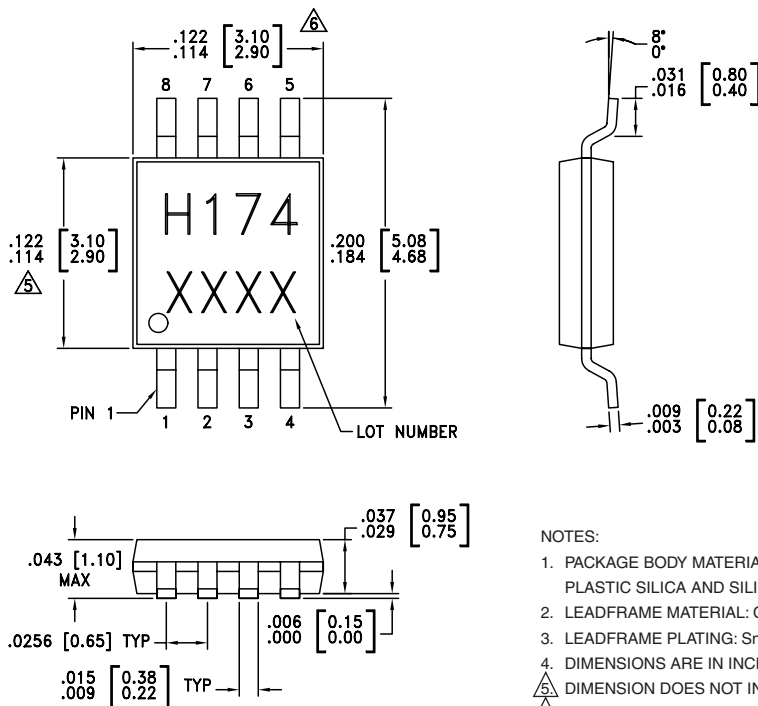 .122 [3.10]
.114 [2.90]
6
8 7 6 5
H174
XXXX
.122 [3.10]
.114 [2.90]
5
.200 [5.08]
.184 [4.68]
PIN 1
1 2 3 4
LOT NUMBER
8°
0°
.031 [0.80]
.016 [0.40]
.009 [0.22]
.003 [0.08]
.043 [1.10]
MAX
.037 [0.95]
.029 [0.75]
.0256 [0.65] TYP
.006 [0.15]
.000 [0.00]
.015 [0.38]
.009 [0.22] TYP
NOTES:
1. PACKAGE BODY MATERIA
PLASTIC SILICA AND SILI
2. LEADFRAME MATERIAL: C
3. LEADFRAME PLATING: Sn
4. DIMENSIONS ARE IN INC
5. DIMENSION DOES NOT IN